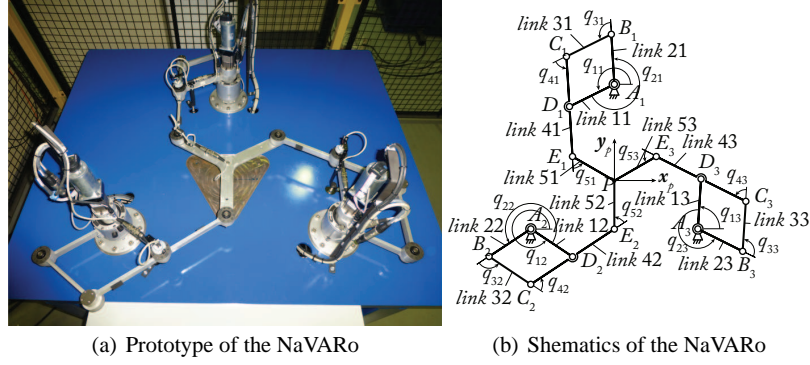 q31
B1
link 31
C1
link 21
q41
q11
q21
A1
D1
link 11
link 41
yp
link 53
E3
link 43
q53
E1
D3
link 51
q51
P
xp
q43
link 52
link 13
C3
q22
A2
link 12
q52
q13
link 22
A3
link 33
B2
q12
E2
q23
D2
link 42
link 23
q33
B3
q32
link 32
C2
q42
(a) Prototype of the NaVARo
(b) Shematics of the NaVARo